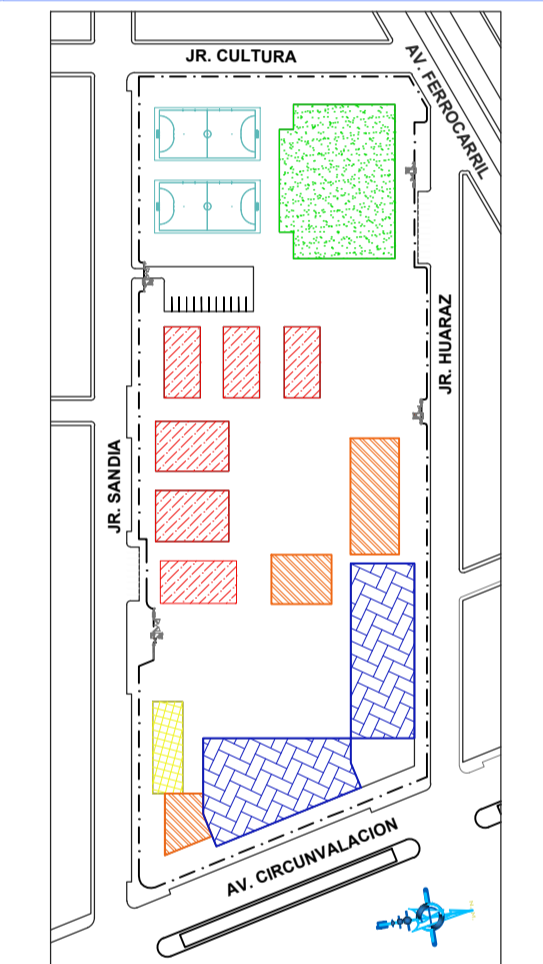 JR. CULTURA
AV. FERROCARRIL
JR. HUARAZ
JR. SANDIA
AV. CIRCUNVALACION